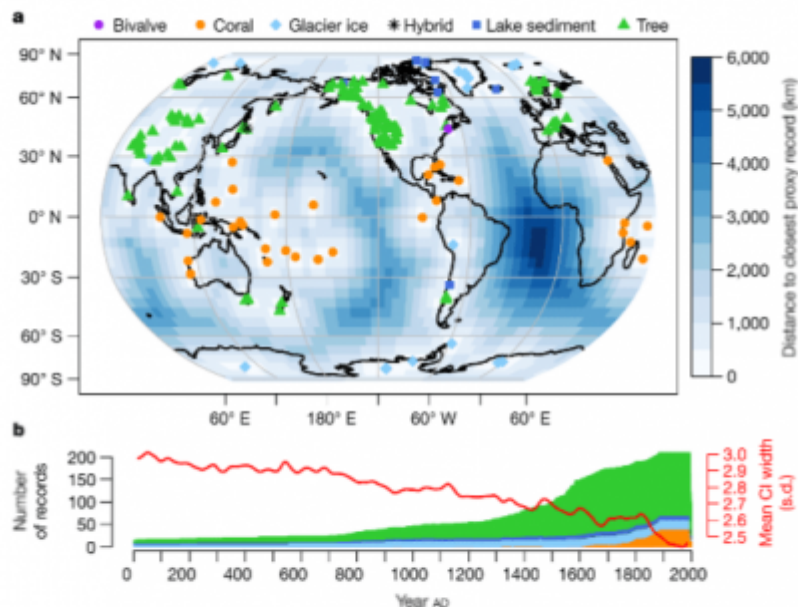 a
Bivalve Coral Glacier ice Hybrid Lake sediment Tree
90° N
60° N
30° N
0° N
30° S
60° S
90° S
60° E 180° E 60° W 60° E
6,000
5,000
4,000
3,000
2,000
1,000
0
Distance to closest proxy record (km)
b
200
150
100
50
0
Number
of records
3.0
2.9
2.8
2.7
2.6
2.5
Mean CI width
(s.d.)
0 200 400 600 800 1000 1200 1400 1600 1800 2000
Year AD